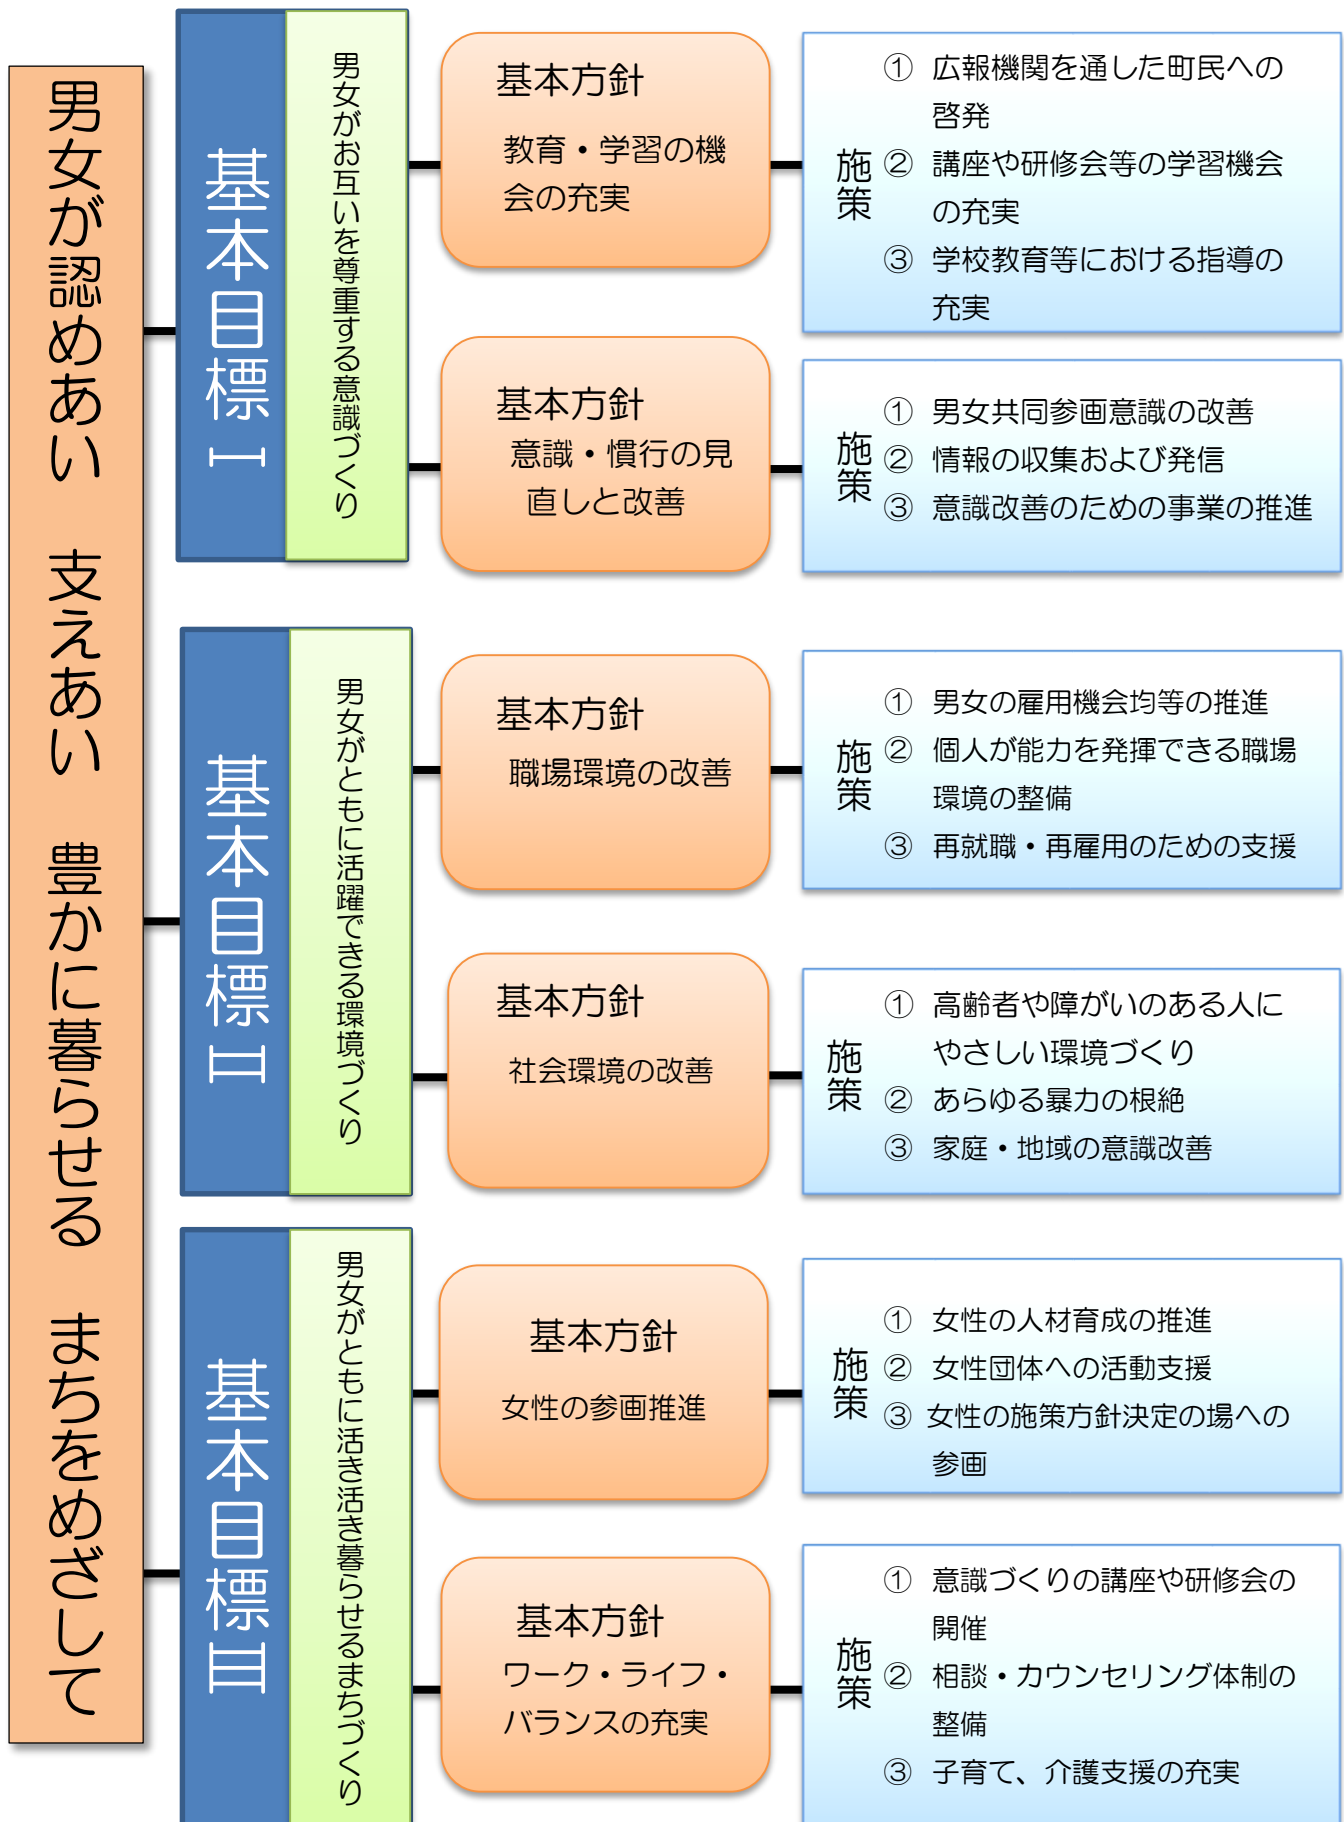 男女が認めあい　支えあい　豊かに暮らせる　まちをめざして
基本目標Ⅰ
男女がお互いを尊重する意識づくり
基本方針
教育・学習の機
会の充実
施策
① 広報機関を通した町民への
啓発
② 講座や研修会等の学習機会
の充実
③ 学校教育等における指導の
充実
基本方針
意識・慣行の見
直しと改善
施策
① 男女共同参画意識の改善
② 情報の収集および発信
③ 意識改善のための事業の推進
基本目標Ⅱ
男女がともに活躍できる環境づくり
基本方針
職場環境の改善
施策
① 男女の雇用機会均等の推進
② 個人が能力を発揮できる職場
環境の整備
③ 再就職・再雇用のための支援
基本方針
社会環境の改善
施策
① 高齢者や障がいのある人に
やさしい環境づくり
② あらゆる暴力の根絶
③ 家庭・地域の意識改善
基本目標Ⅲ
男女がともに活き活き暮らせるまちづくり
基本方針
女性の参画推進
施策
① 女性の人材育成の推進
② 女性団体への活動支援
③ 女性の施策方針決定の場への
参画
基本方針
ワーク・ライフ・
バランスの充実
施策
① 意識づくりの講座や研修会の
開催
② 相談・カウンセリング体制の
整備
③ 子育て、介護支援の充実